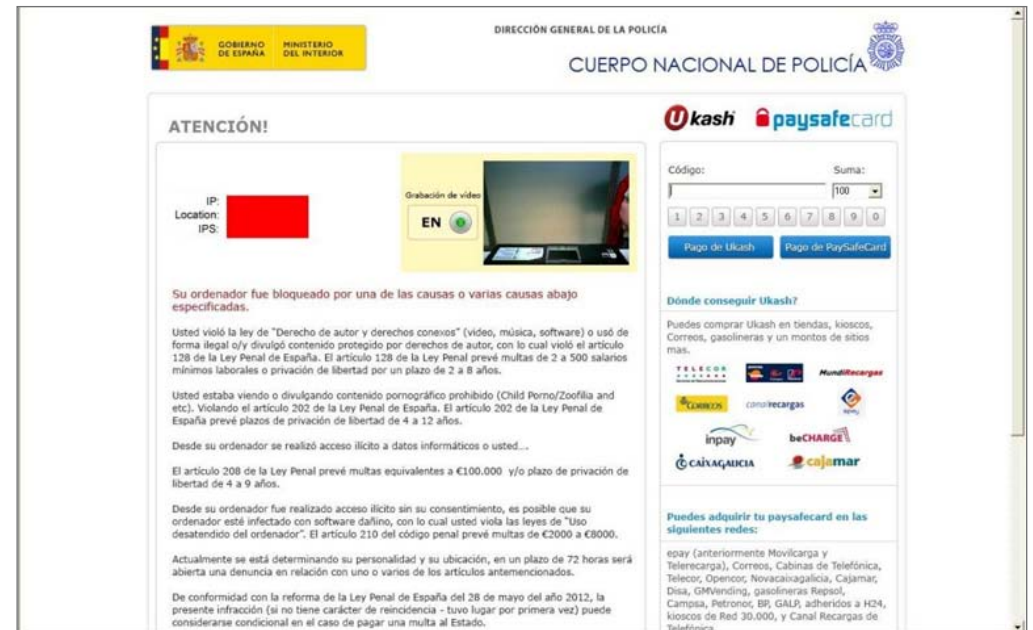 GOBIERNO DE ESPAÑA
MINISTERIO DEL INTERIOR
DIRECCIÓN GENERAL DE LA POLICÍA
CUERPO NACIONAL DE POLICÍA
ATENCIÓN!
Ukash
paysafecard
IP:
Location:
IPS:
Grabación de vídeo
EN
Su ordenador fue bloqueado por una de las causas o varias causas abajo
especificadas.
Usted violó la ley de "Derecho de autor y derechos conexos" (video, música, software) o usó de
forma ilegal o/y divulgó contenido protegido por derechos de autor, con lo cual violó el artículo
128 de la Ley Penal de España. El artículo 128 de la Ley Penal prevé multas de 2 a 500 salarios
mínimos laborales o privación de libertad por un plazo de 2 a 8 años.
Usted estaba viendo o divulgando contenido pornográfico prohibido (Child Porno/Zoofilia and
etc). Violando el artículo 202 de la Ley Penal de España. El artículo 202 de la Ley Penal de
España prevé plazos de privación de libertad de 4 a 12 años.
Desde su ordenador se realizó acceso ilícito a datos informáticos o usted...
El artículo 208 de la Ley Penal prevé multas equivalentes a €100.000 y/o plazo de privación de
libertad de 4 a 9 años.
Desde su ordenador fue realizado acceso ilícito sin su consentimiento, es posible que su
ordenador esté infectado con software dañino, con lo cual usted viola las leyes de "Uso
desatendido del ordenador". El artículo 210 del código penal prevé multas de €2000 a €8000.
Actualmente se está determinando su personalidad y su ubicación, en un plazo de 72 horas será
abierta una denuncia en relación con uno o varios de los artículos antemencionados.
De conformidad con la reforma de la Ley Penal de España del 28 de mayo del año 2012, la
presente infracción (si no tiene carácter de reincidencia - tuvo lugar por primera vez) puede
considerarse condicional en el caso de pagar una multa al Estado.
Código: Suma:
100
1 2 3 4 5 6 7 8 9 0
Pago de Ukash Pago de PaySafeCard
Dónde conseguir Ukash?
Puedes comprar Ukash en tiendas, kioscos,
Correos, gasolineras y un montos de sitios
mas.
TELECOR
MundiRecargas
CORREOS
canalrecargas
epay
inpay
beCHARGE
CAIXAGALICIA
cajamar
Puedes adquirir tu paysafecard en las
siguientes redes:
epay (anteriormente Movilcarga y
Telerecarga), Correos, Cabinas de Telefónica,
Telecor, Opencor, Novacaixagalicia, Cajamar,
Disa, GMVending, gasolineras Repsol,
Campsa, Petronor, BP, GALP, adheridos a H24,
kioscos de Red 30.000, y Canal Recargas de
Telefónica